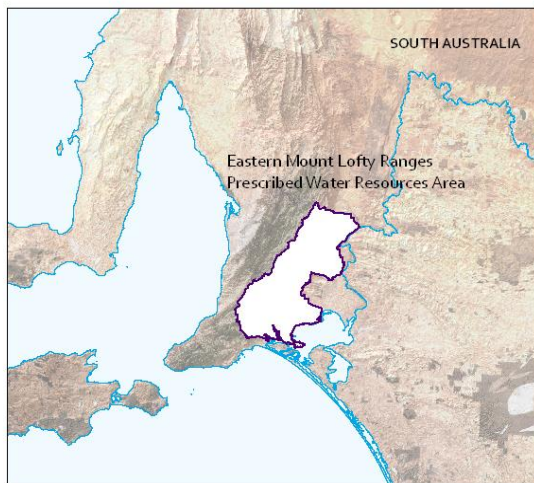 SOUTH AUSTRALIA
Eastern Mount Lofty Ranges
Prescribed Water Resources Area